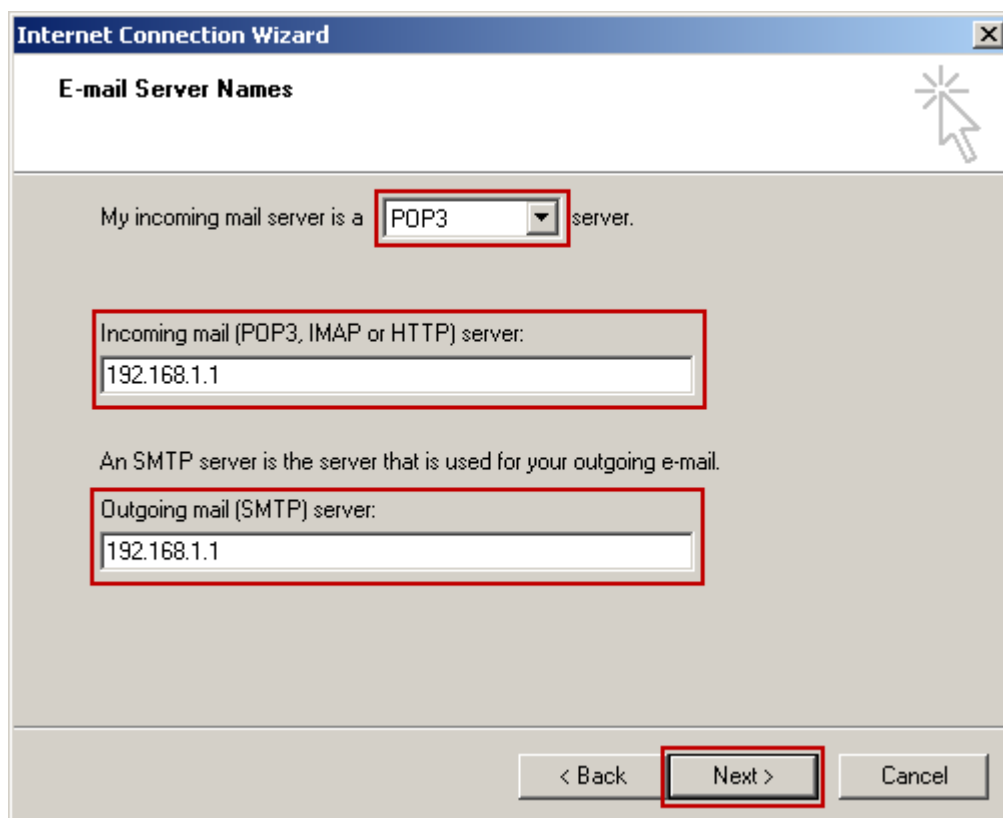 Internet Connection Wizard
E-mail Server Names
My incoming mail server is a POP3 server.
Incoming mail (POP3, IMAP or HTTP) server:
192.168.1.1
An SMTP server is the server that is used for your outgoing e-mail.
Outgoing mail (SMTP) server:
192.168.1.1
< Back Next > Cancel